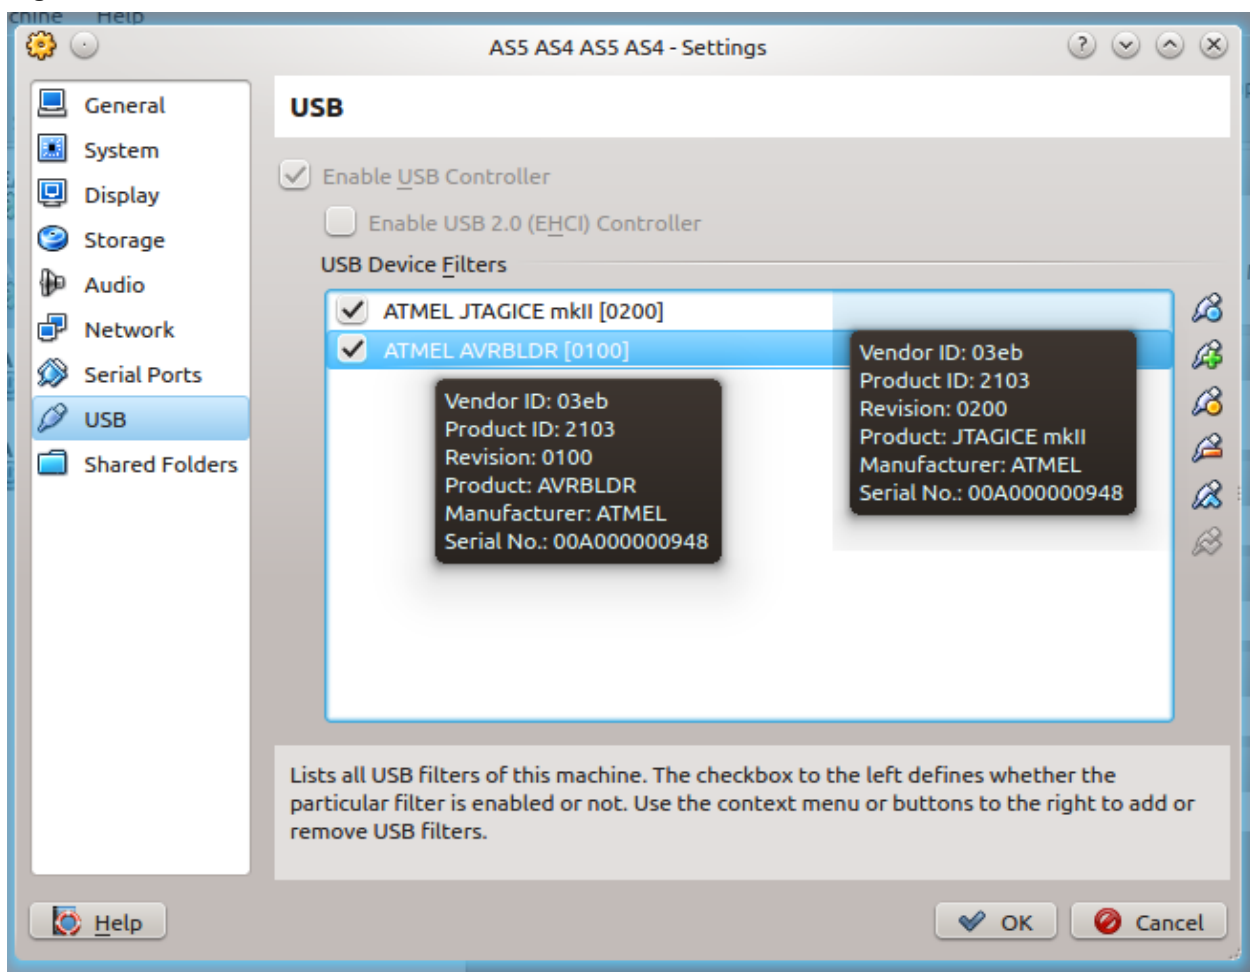 Help
AS5 AS4 AS5 AS4 - Settings
General
System
Display
Storage
Audio
Network
Serial Ports
USB
Shared Folders
USB
Enable USB Controller
Enable USB 2.0 (EHCI) Controller
USB Device Filters
ATMEL JTAGICE mkII [0200]
ATMEL AVRBLDR [0100]
Vendor ID: 03eb
Product ID: 2103
Revision: 0100
Product: AVRBLDR
Manufacturer: ATMEL
Serial No.: 00A000000948
Vendor ID: 03eb
Product ID: 2103
Revision: 0200
Product: JTAGICE mkII
Manufacturer: ATMEL
Serial No.: 00A000000948
Lists all USB filters of this machine. The checkbox to the left defines whether the
particular filter is enabled or not. Use the context menu or buttons to the right to add or
remove USB filters.
Help
OK
Cancel